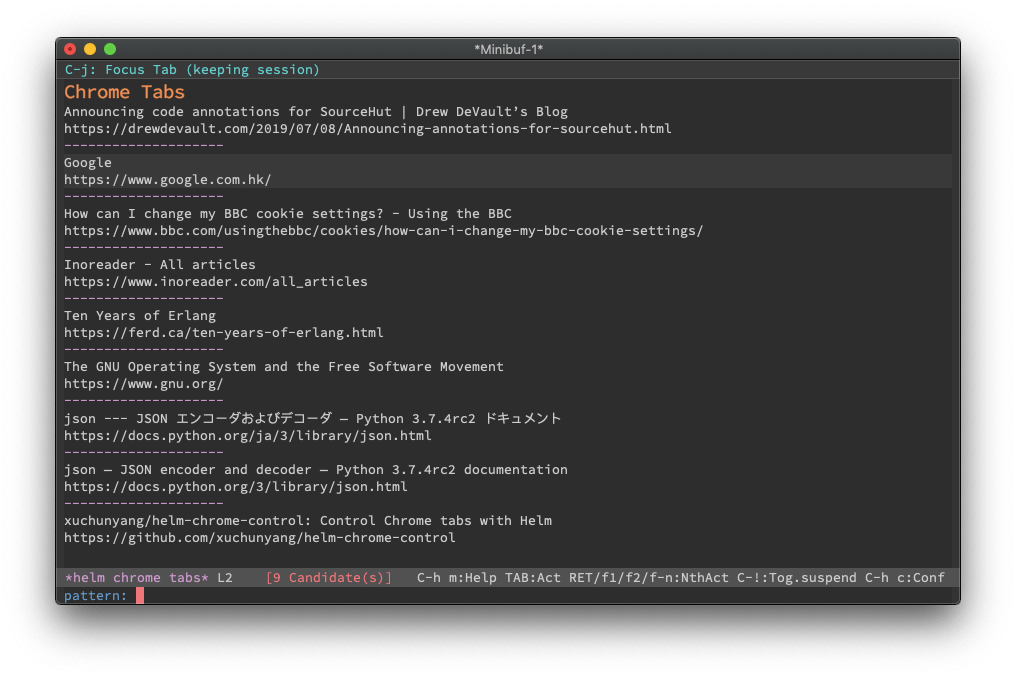 *Minibuf-1*
C-j: Focus Tab (keeping session)
Chrome Tabs
Announcing code annotations for SourceHut | Drew DeVault’s Blog
https://drewdevault.com/2019/07/08/Announcing-annotations-for-sourcehut.html
--------------------
Google
https://www.google.com.hk/
--------------------
How can I change my BBC cookie settings? - Using the BBC
https://www.bbc.com/usingthebbc/cookies/how-can-i-change-my-bbc-cookie-settings/
--------------------
Inoreader - All articles
https://www.inoreader.com/all_articles
--------------------
Ten Years of Erlang
https://ferd.ca/ten-years-of-erlang.html
--------------------
The GNU Operating System and the Free Software Movement
https://www.gnu.org/
--------------------
json --- JSON エンコーダおよびデコーダ — Python 3.7.4rc2 ドキュメント
https://docs.python.org/ja/3/library/json.html
--------------------
json — JSON encoder and decoder — Python 3.7.4rc2 documentation
https://docs.python.org/3/library/json.html
--------------------
xuchunyang/helm-chrome-control: Control Chrome tabs with Helm
https://github.com/xuchunyang/helm-chrome-control
*helm chrome tabs* L2 [9 Candidate(s)] C-h m:Help TAB:Act RET/f1/f2/f-n:NthAct C-!:Tog.suspend C-h c:Conf
pattern: